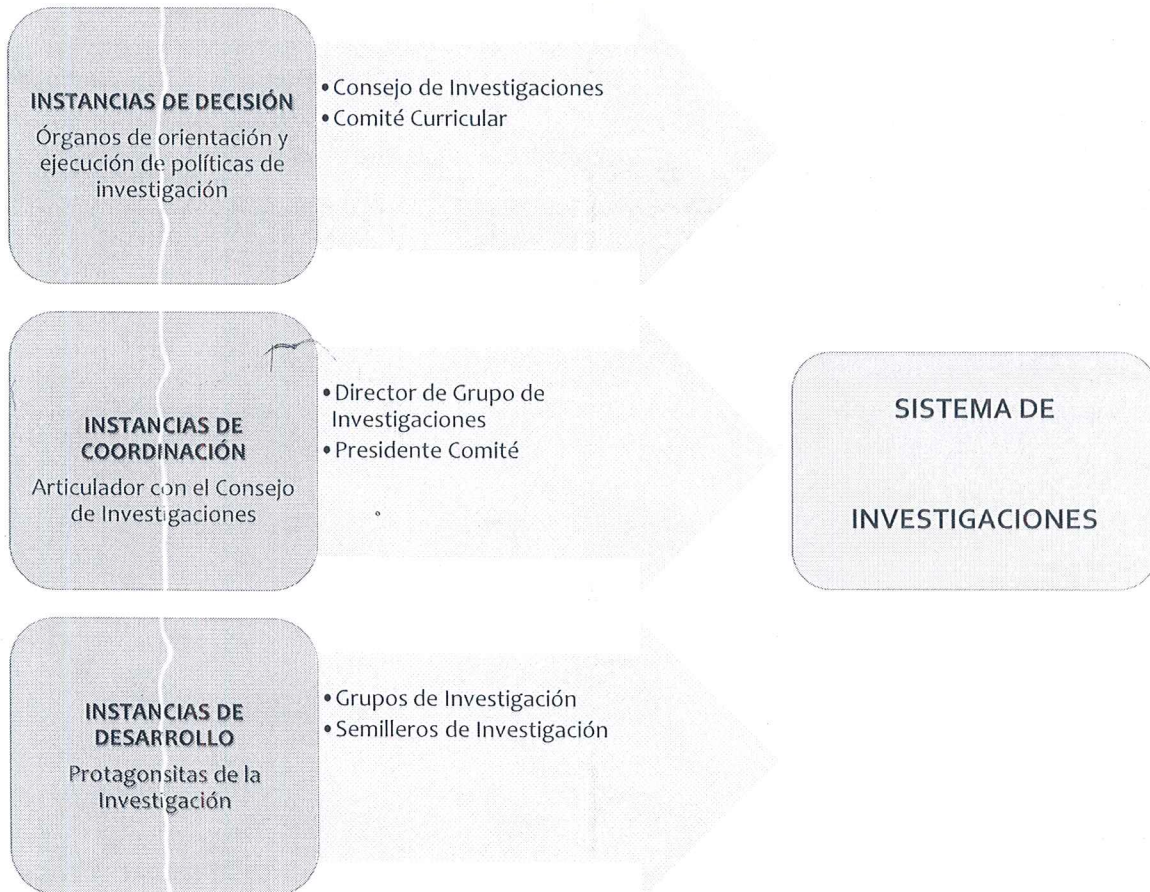 INSTANCIAS DE DECISIÓN
Órganos de orientación y
ejecución de políticas de
investigación
•Consejo de Investigaciones
•Comité Curricular
INSTANCIAS DE
COORDINACIÓN
Articulador con el Consejo
de Investigaciones
•Director de Grupo de
Investigaciones
•Presidente Comité
INSTANCIAS DE
DESARROLLO
Protagonsitas de la
Investigación
•Grupos de Investigación
•Semilleros de Investigación
SISTEMA DE
INVESTIGACIONES